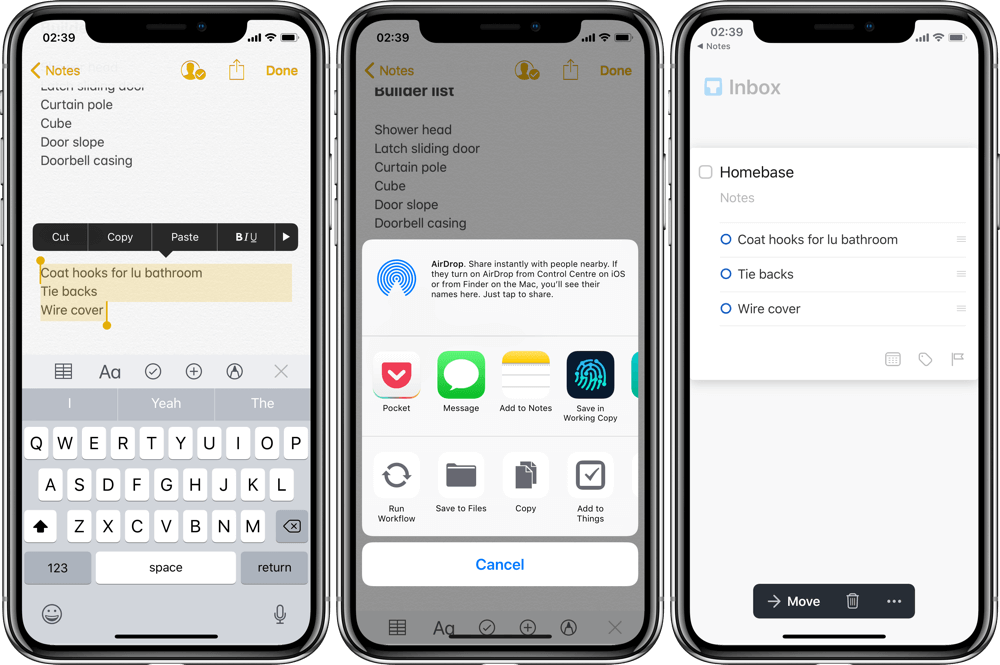 02:39
Notes
Done
Latch sliding door
Curtain pole
Cube
Door slope
Doorbell casing
Cut
Copy
Paste
B I U
Coat hooks for lu bathroom
Tie backs
Wire cover
Aa
I
Yeah
The
Q W E R T Y U I O P
A S D F G H J K L
Z X C V B N M
123
space
return
02:39
Notes
Done
Builder list
Shower head
Latch sliding door
Curtain pole
Cube
Door slope
Doorbell casing
AirDrop. Share instantly with people nearby. If
they turn on AirDrop from Control Centre on iOS
or from Finder on the Mac, you'll see their
names here. Just tap to share.
Pocket
Message
Add to Notes
Save in
Working Copy
Run
Workflow
Save to Files
Copy
Add to
Things
Cancel
Aa
02:39
Notes
Inbox
Homebase
Notes
Coat hooks for lu bathroom
Tie backs
Wire cover
Move